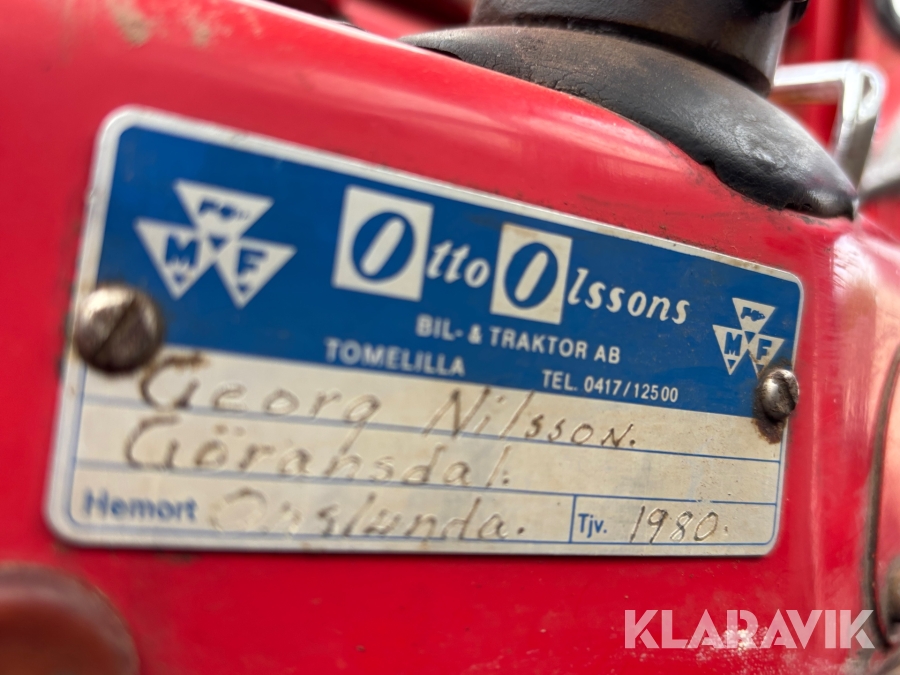 MF
Otto Olssons
BIL- & TRAKTOR AB
TOMELILLA
TEL. 0417/12500
MF
Georg Nilsson.
Göransdal.
Hemort Onslunda.
Tjv. 1980.
KLARAVIK